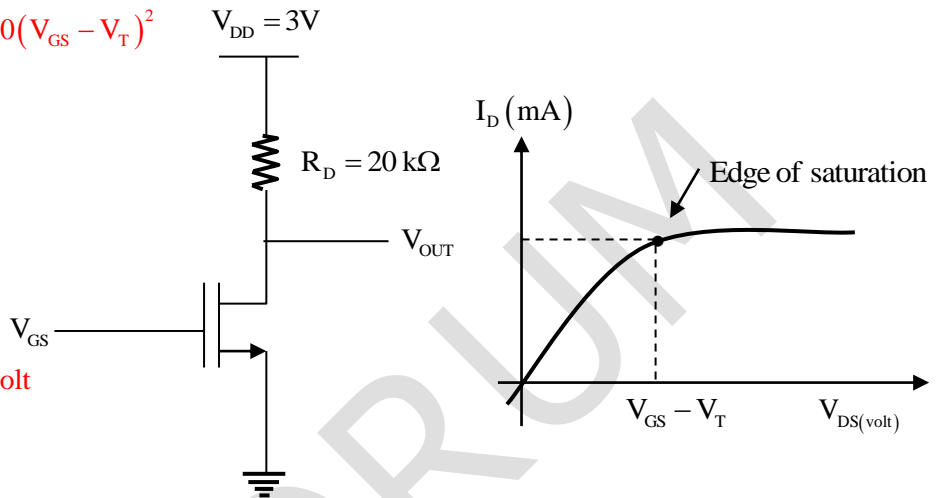 0(V_GS − V_T)²
V_DD = 3V
I_D (mA)
R_D = 20 kΩ
Edge of saturation
V_OUT
V_GS
olt
V_GS − V_T
V_DS(volt)
RUM